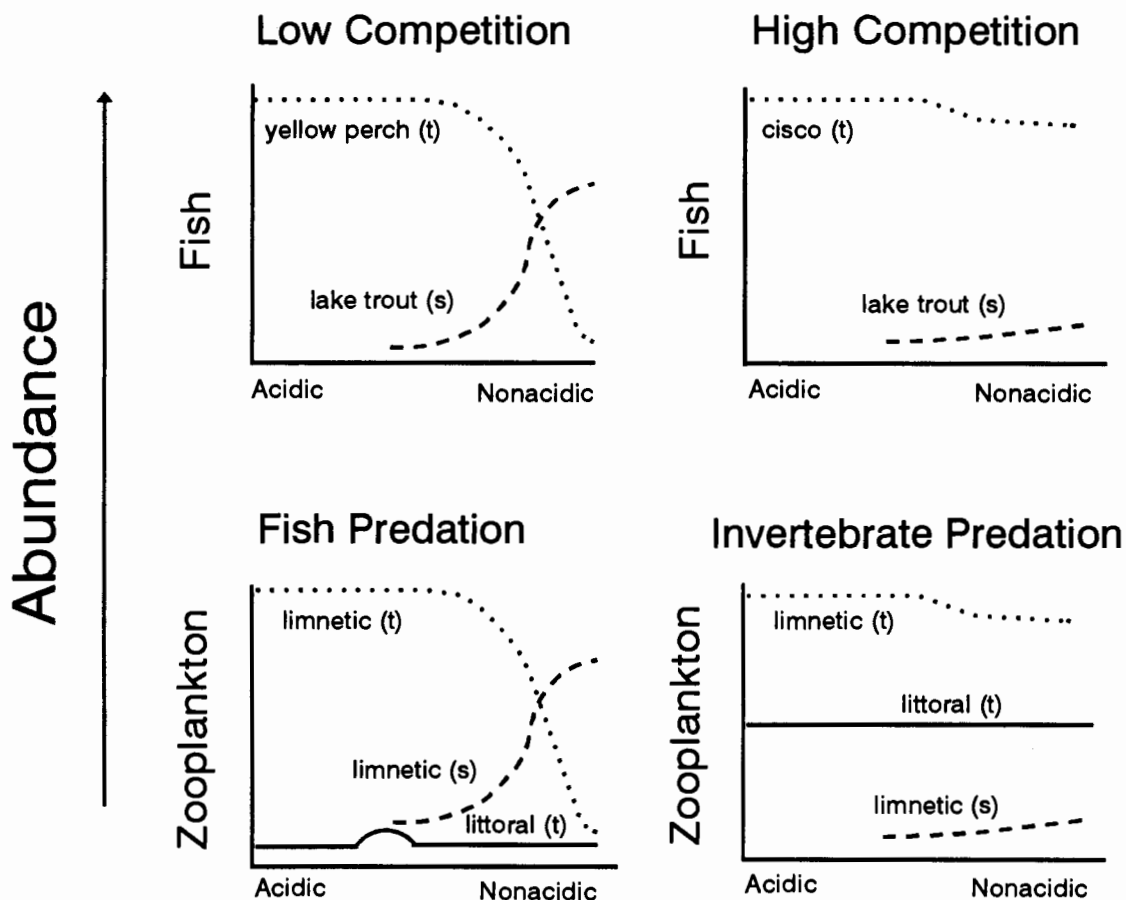 Abundance
Low Competition
Fish
yellow perch (t)
lake trout (s)
Acidic
Nonacidic
High Competition
Fish
cisco (t)
lake trout (s)
Acidic
Nonacidic
Fish Predation
Zooplankton
limnetic (t)
limnetic (s)
littoral (t)
Acidic
Nonacidic
Invertebrate Predation
Zooplankton
limnetic (t)
littoral (t)
limnetic (s)
Acidic
Nonacidic